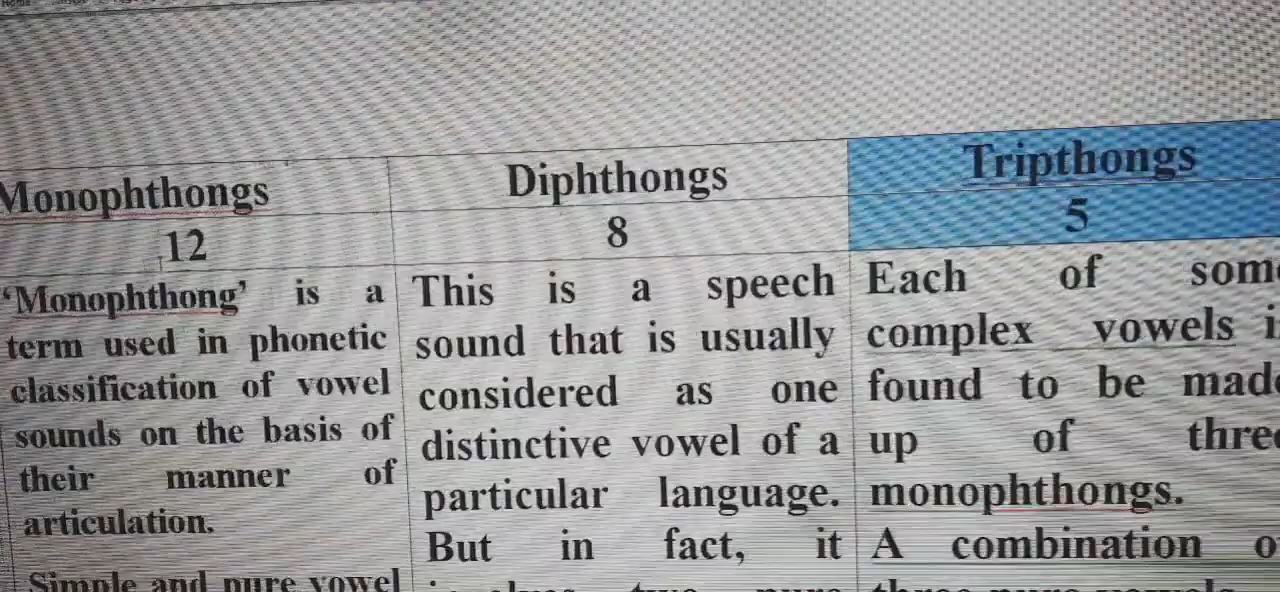 Monophthongs
12
‘Monophthong’ is a
term used in phonetic
classification of vowel
sounds on the basis of
their manner of
articulation.
Simple and pure vowel
Diphthongs
8
This is a speech
sound that is usually
considered as one
distinctive vowel of a
particular language.
But in fact, it
Tripthongs
5
Each of som
complex vowels i
found to be mad
up of thre
monophthongs.
A combination o